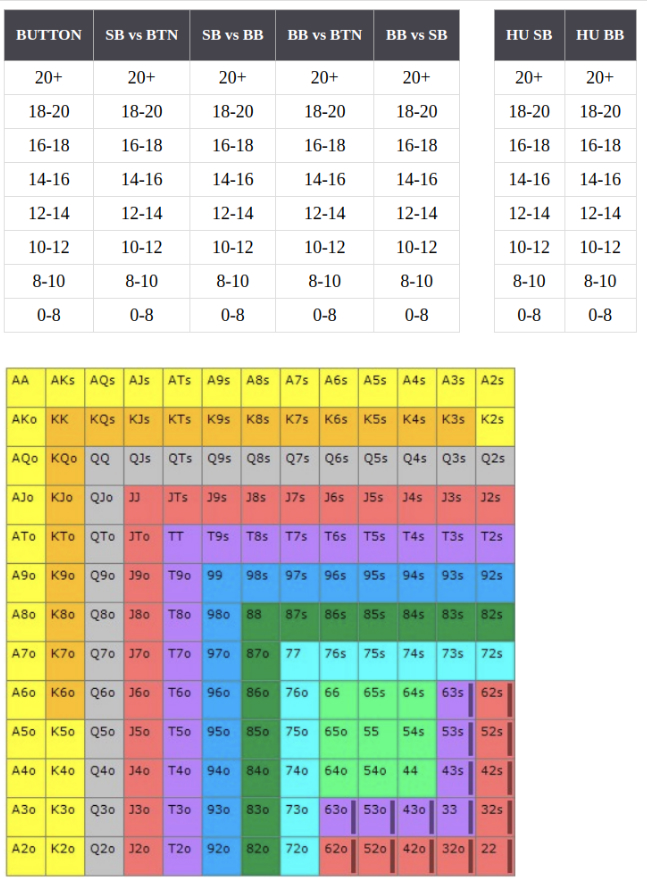 BUTTON SB vs BTN SB vs BB BB vs BTN BB vs SB HU SB HU BB
20+ 20+ 20+ 20+ 20+ 20+ 20+
18-20 18-20 18-20 18-20 18-20 18-20 18-20
16-18 16-18 16-18 16-18 16-18 16-18 16-18
14-16 14-16 14-16 14-16 14-16 14-16 14-16
12-14 12-14 12-14 12-14 12-14 12-14 12-14
10-12 10-12 10-12 10-12 10-12 10-12 10-12
8-10 8-10 8-10 8-10 8-10 8-10 8-10
0-8 0-8 0-8 0-8 0-8 0-8 0-8
AA AKs AQs AJs ATs A9s A8s A7s A6s A5s A4s A3s A2s
AKo KK KQs KJs KTs K9s K8s K7s K6s K5s K4s K3s K2s
AQo KQo QQ QJs QTs Q9s Q8s Q7s Q6s Q5s Q4s Q3s Q2s
AJo KJo QJo JJ JTs J9s J8s J7s J6s J5s J4s J3s J2s
ATo KTo QTo JTo TT T9s T8s T7s T6s T5s T4s T3s T2s
A9o K9o Q9o J9o T9o 99 98s 97s 96s 95s 94s 93s 92s
A8o K8o Q8o J8o T8o 98o 88 87s 86s 85s 84s 83s 82s
A7o K7o Q7o J7o T7o 97o 87o 77 76s 75s 74s 73s 72s
A6o K6o Q6o J6o T6o 96o 86o 76o 66 65s 64s 63s 62s
A5o K5o Q5o J5o T5o 95o 85o 75o 65o 55 54s 53s 52s
A4o K4o Q4o J4o T4o 94o 84o 74o 64o 54o 44 43s 42s
A3o K3o Q3o J3o T3o 93o 83o 73o 63o 53o 43o 33 32s
A2o K2o Q2o J2o T2o 92o 82o 72o 62o 52o 42o 32o 22